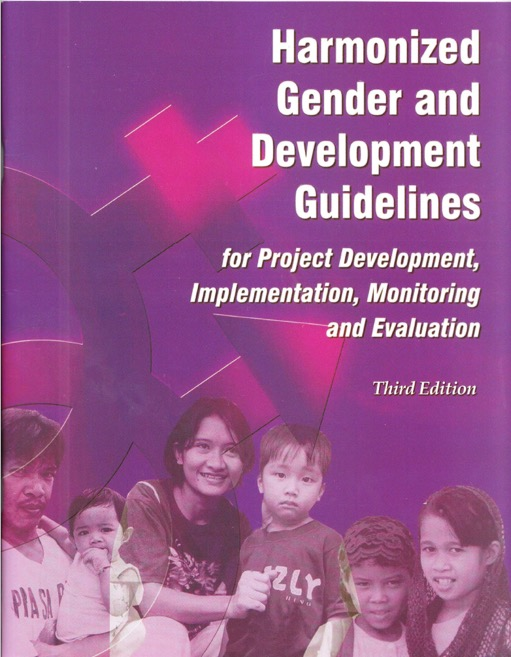 Harmonized
Gender and
Development
Guidelines
for Project Development,
Implementation, Monitoring
and Evaluation
Third Edition